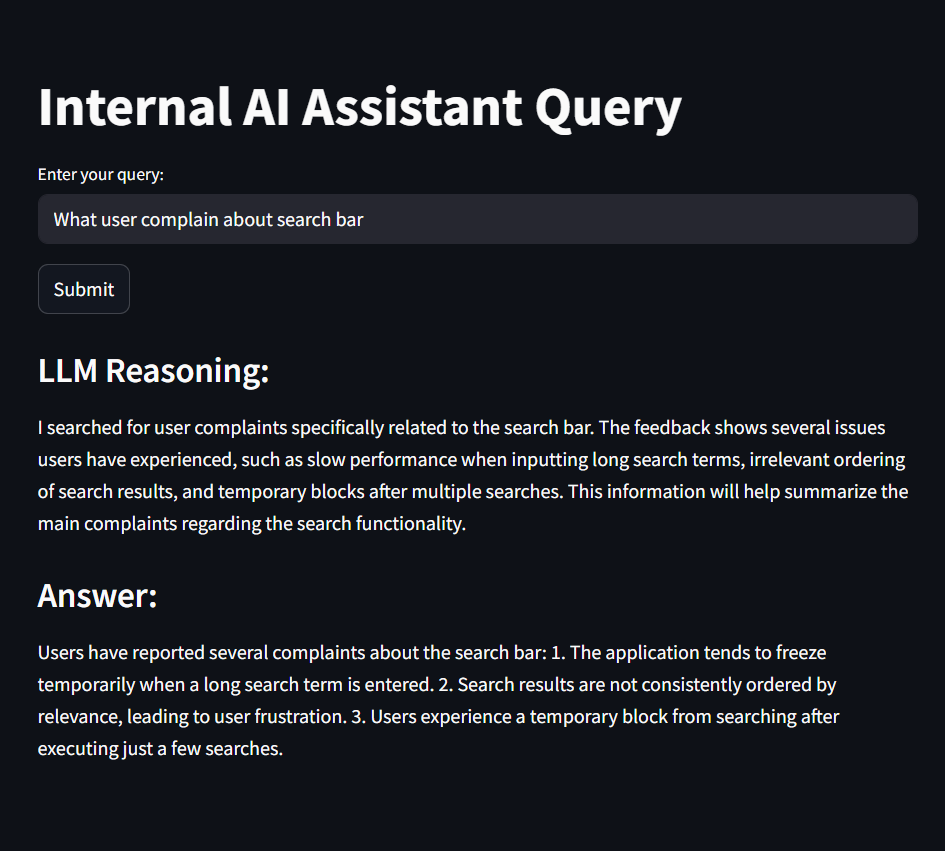 Internal AI Assistant Query
Enter your query:
What user complain about search bar
Submit
LLM Reasoning:
I searched for user complaints specifically related to the search bar. The feedback shows several issues
users have experienced, such as slow performance when inputting long search terms, irrelevant ordering
of search results, and temporary blocks after multiple searches. This information will help summarize the
main complaints regarding the search functionality.
Answer:
Users have reported several complaints about the search bar: 1. The application tends to freeze
temporarily when a long search term is entered. 2. Search results are not consistently ordered by
relevance, leading to user frustration. 3. Users experience a temporary block from searching after
executing just a few searches.